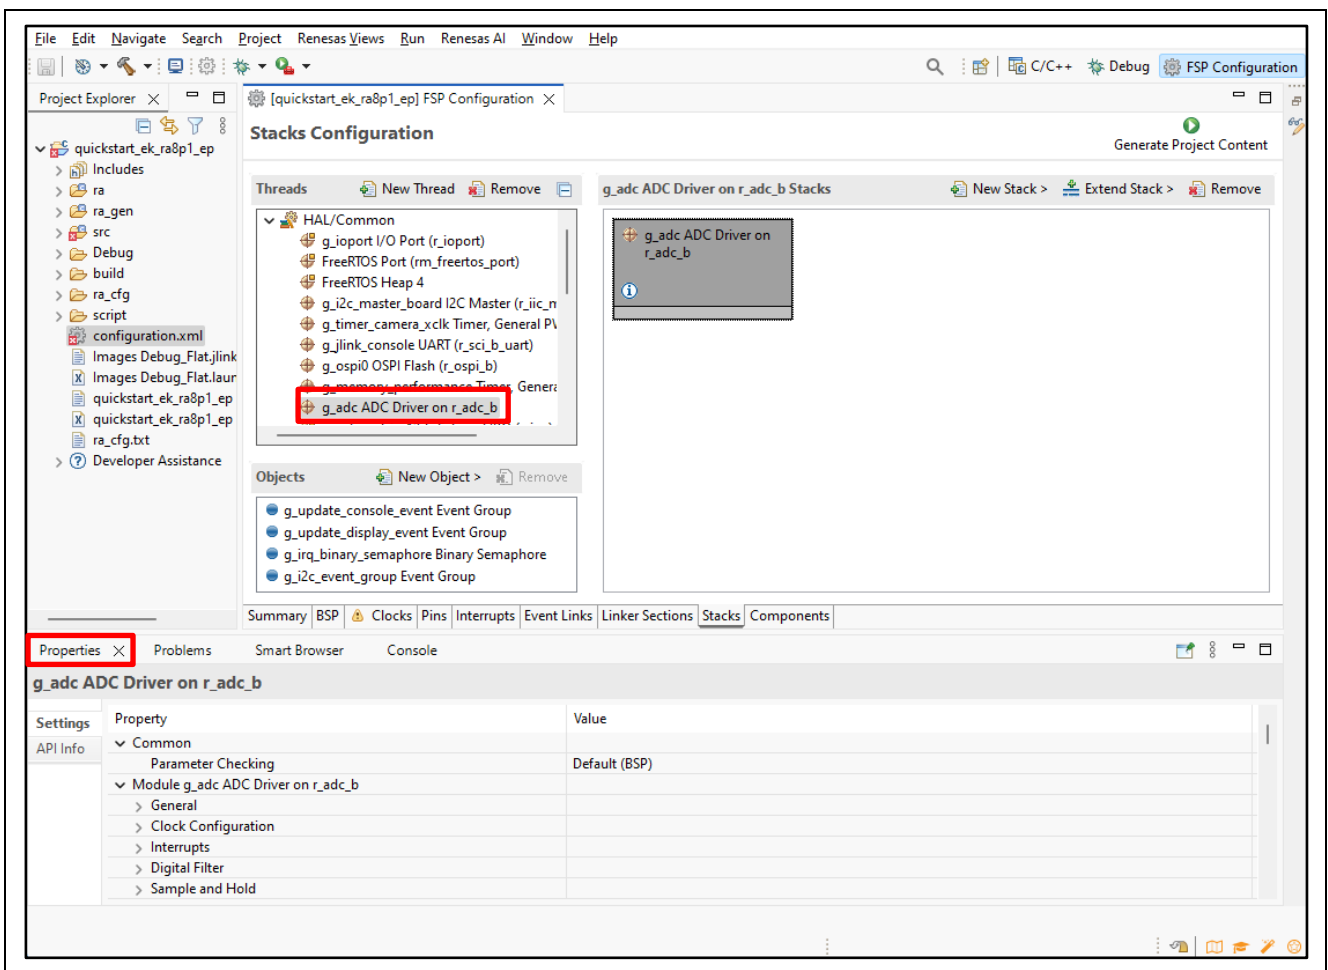 File Edit Navigate Search Project Renesas Views Run Renesas AI Window Help
C/C++ Debug FSP Configuration
Project Explorer
[quickstart_ek_ra8p1_ep] FSP Configuration
quickstart_ek_ra8p1_ep
Includes
ra
ra_gen
src
Debug
build
ra_cfg
script
configuration.xml
Images Debug_Flat.jlink
Images Debug_Flat.laur
quickstart_ek_ra8p1_ep
quickstart_ek_ra8p1_ep
ra_cfg.txt
Developer Assistance
Stacks Configuration
Generate Project Content
Threads New Thread Remove
HAL/Common
g_ioport I/O Port (r_ioport)
FreeRTOS Port (rm_freertos_port)
FreeRTOS Heap 4
g_i2c_master_board I2C Master (r_iic_m
g_timer_camera_xclk Timer, General PV
g_jlink_console UART (r_sci_b_uart)
g_ospi0 OSPI Flash (r_ospi_b)
g_memory_performance Timer, Genera
g_adc ADC Driver on r_adc_b
Objects New Object > Remove
g_update_console_event Event Group
g_update_display_event Event Group
g_irq_binary_semaphore Binary Semaphore
g_i2c_event_group Event Group
g_adc ADC Driver on r_adc_b Stacks New Stack > Extend Stack > Remove
g_adc ADC Driver on
r_adc_b
Summary BSP Clocks Pins Interrupts Event Links Linker Sections Stacks Components
Properties Problems Smart Browser Console
g_adc ADC Driver on r_adc_b
Settings
API Info
Property Value
Common
Parameter Checking Default (BSP)
Module g_adc ADC Driver on r_adc_b
General
Clock Configuration
Interrupts
Digital Filter
Sample and Hold